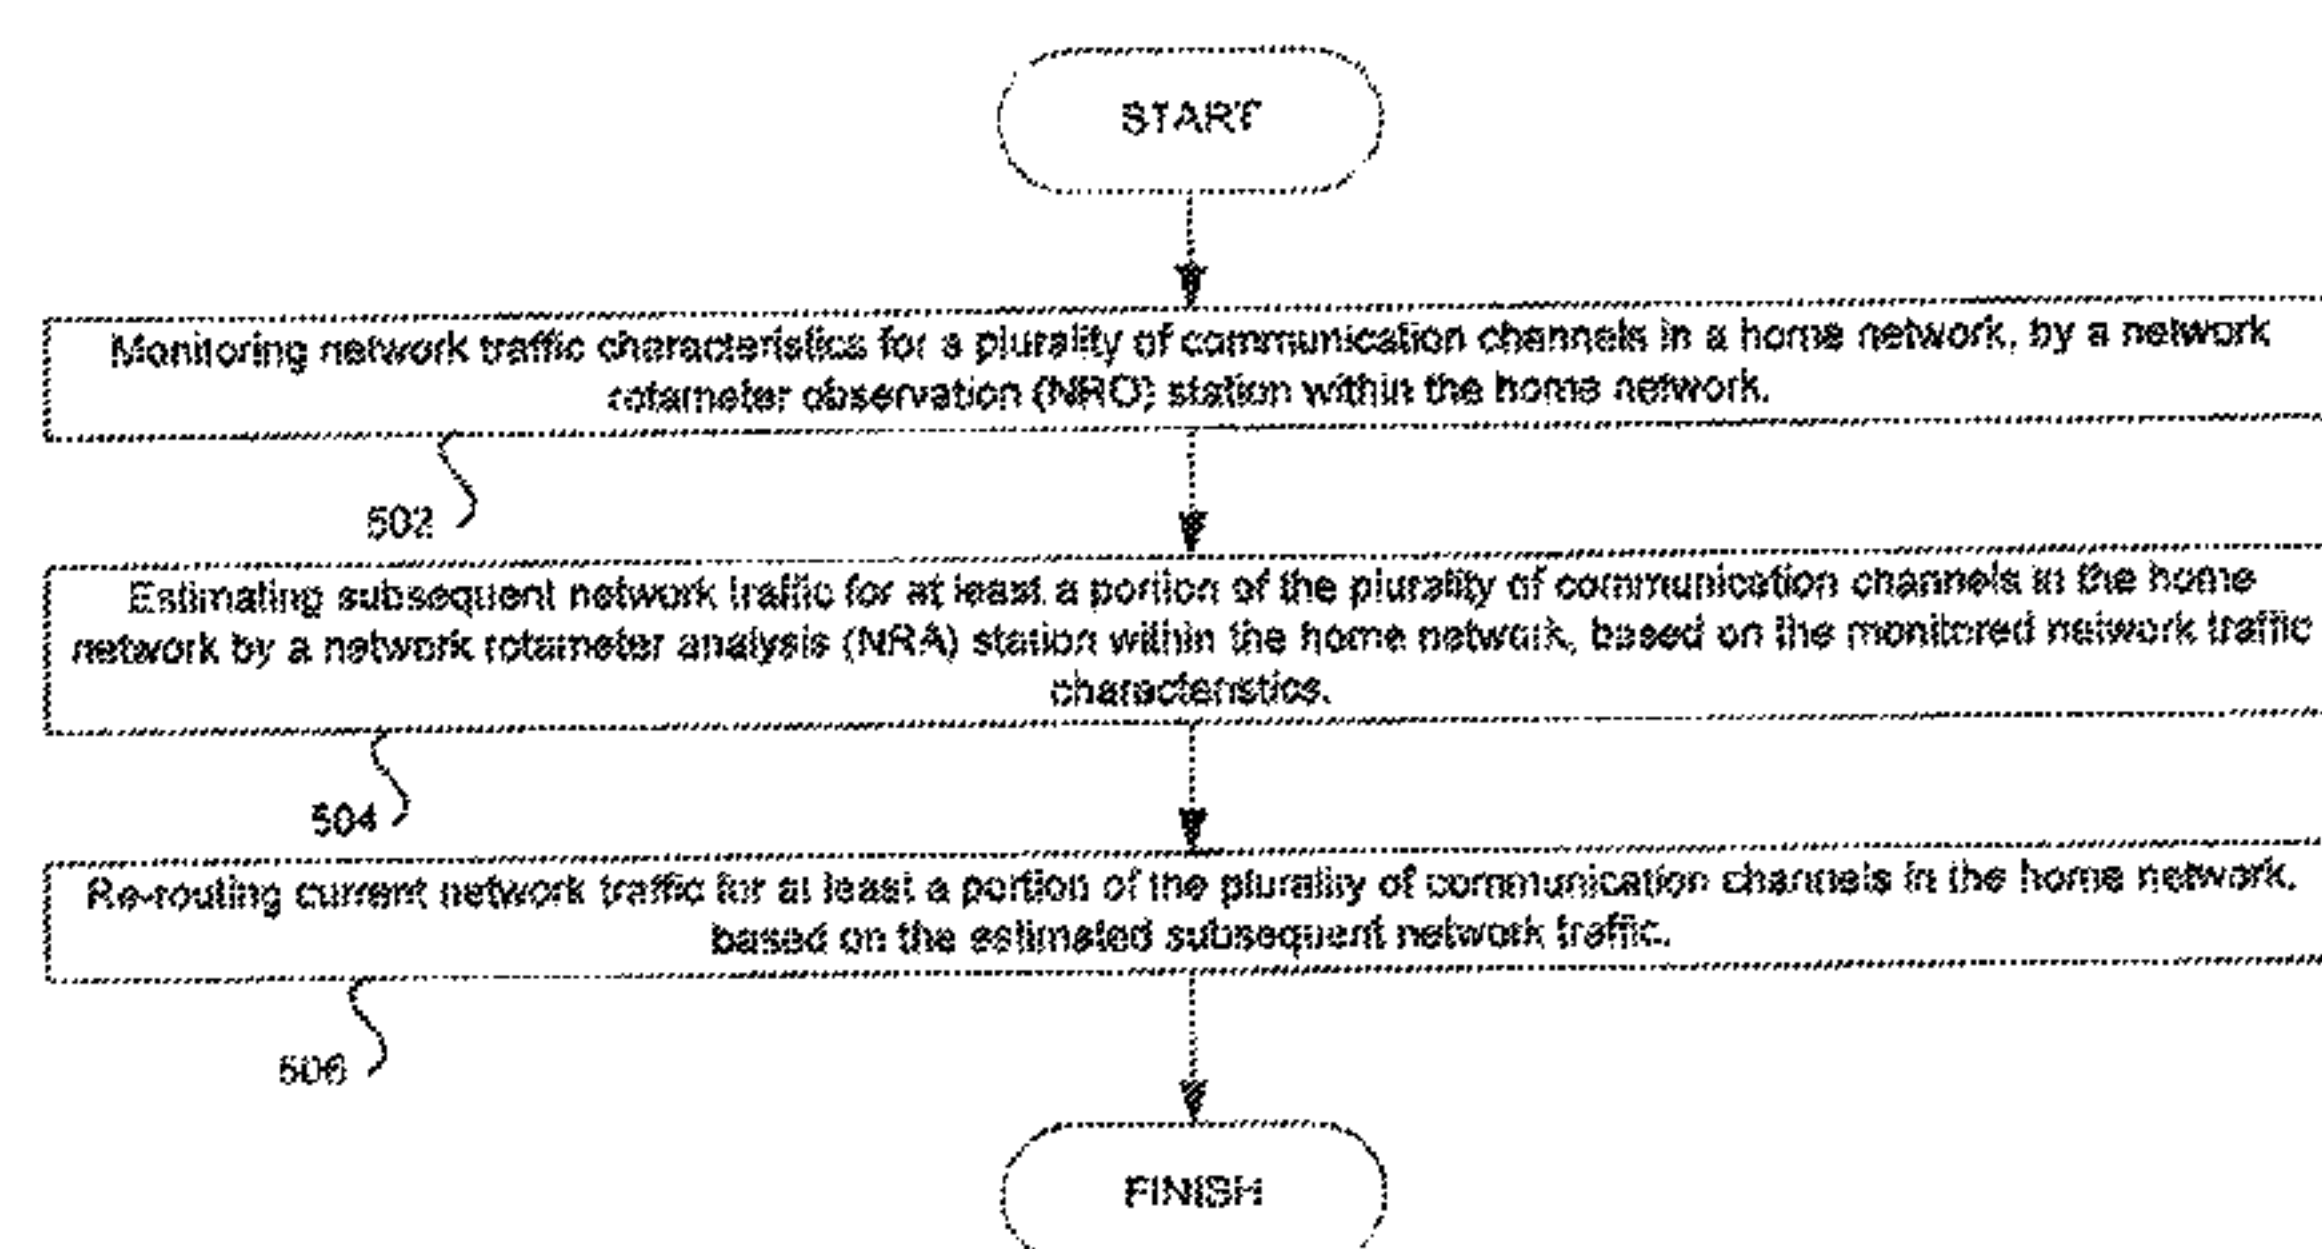 START
Monitoring network traffic characteristics for a plurality of communication channels in a home network, by a network
rotameter observation (NRO) station within the home network.
502
Estimating subsequent network traffic for at least a portion of the plurality of communication channels in the home
network by a network rotameter analysis (NRA) station within the home network, based on the monitored network traffic
characteristics.
504
Re-routing current network traffic for at least a portion of the plurality of communication channels in the home network,
based on the estimated subsequent network traffic.
506
FINISH